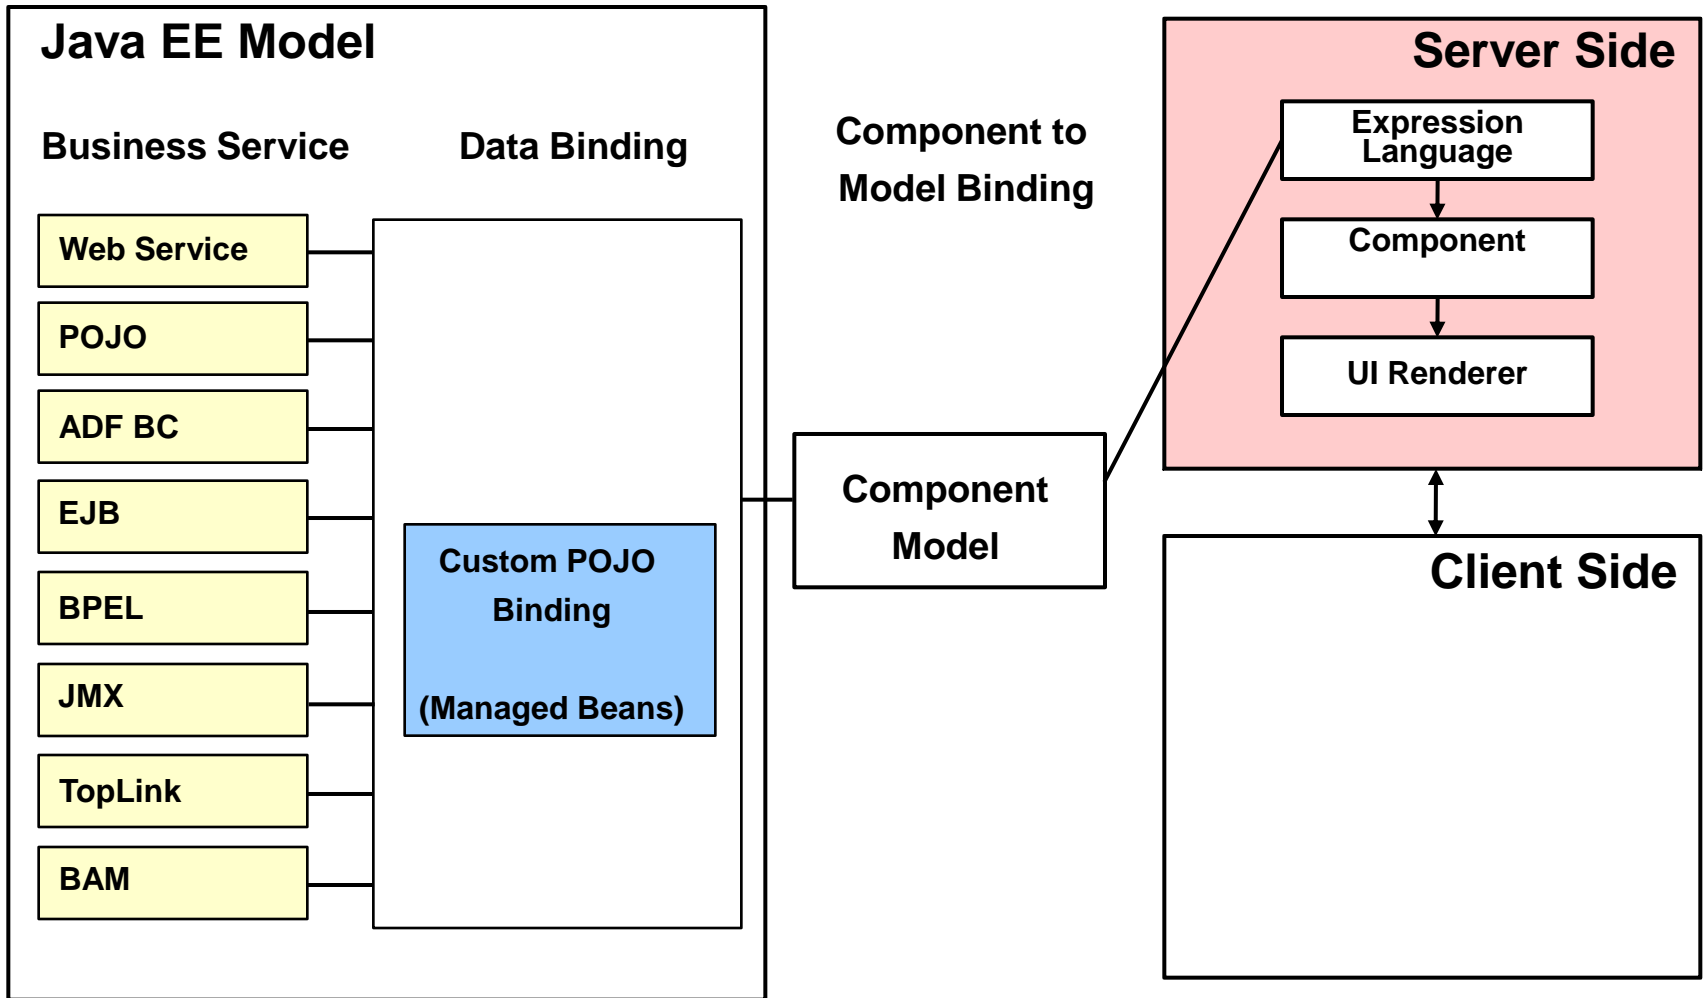 Java EE Model
Business Service
Data Binding
Web Service
POJO
ADF BC
EJB
BPEL
JMX
TopLink
BAM
Custom POJO
Binding
(Managed Beans)
Component to
Model Binding
Component
Model
Server Side
Expression
Language
Component
UI Renderer
Client Side